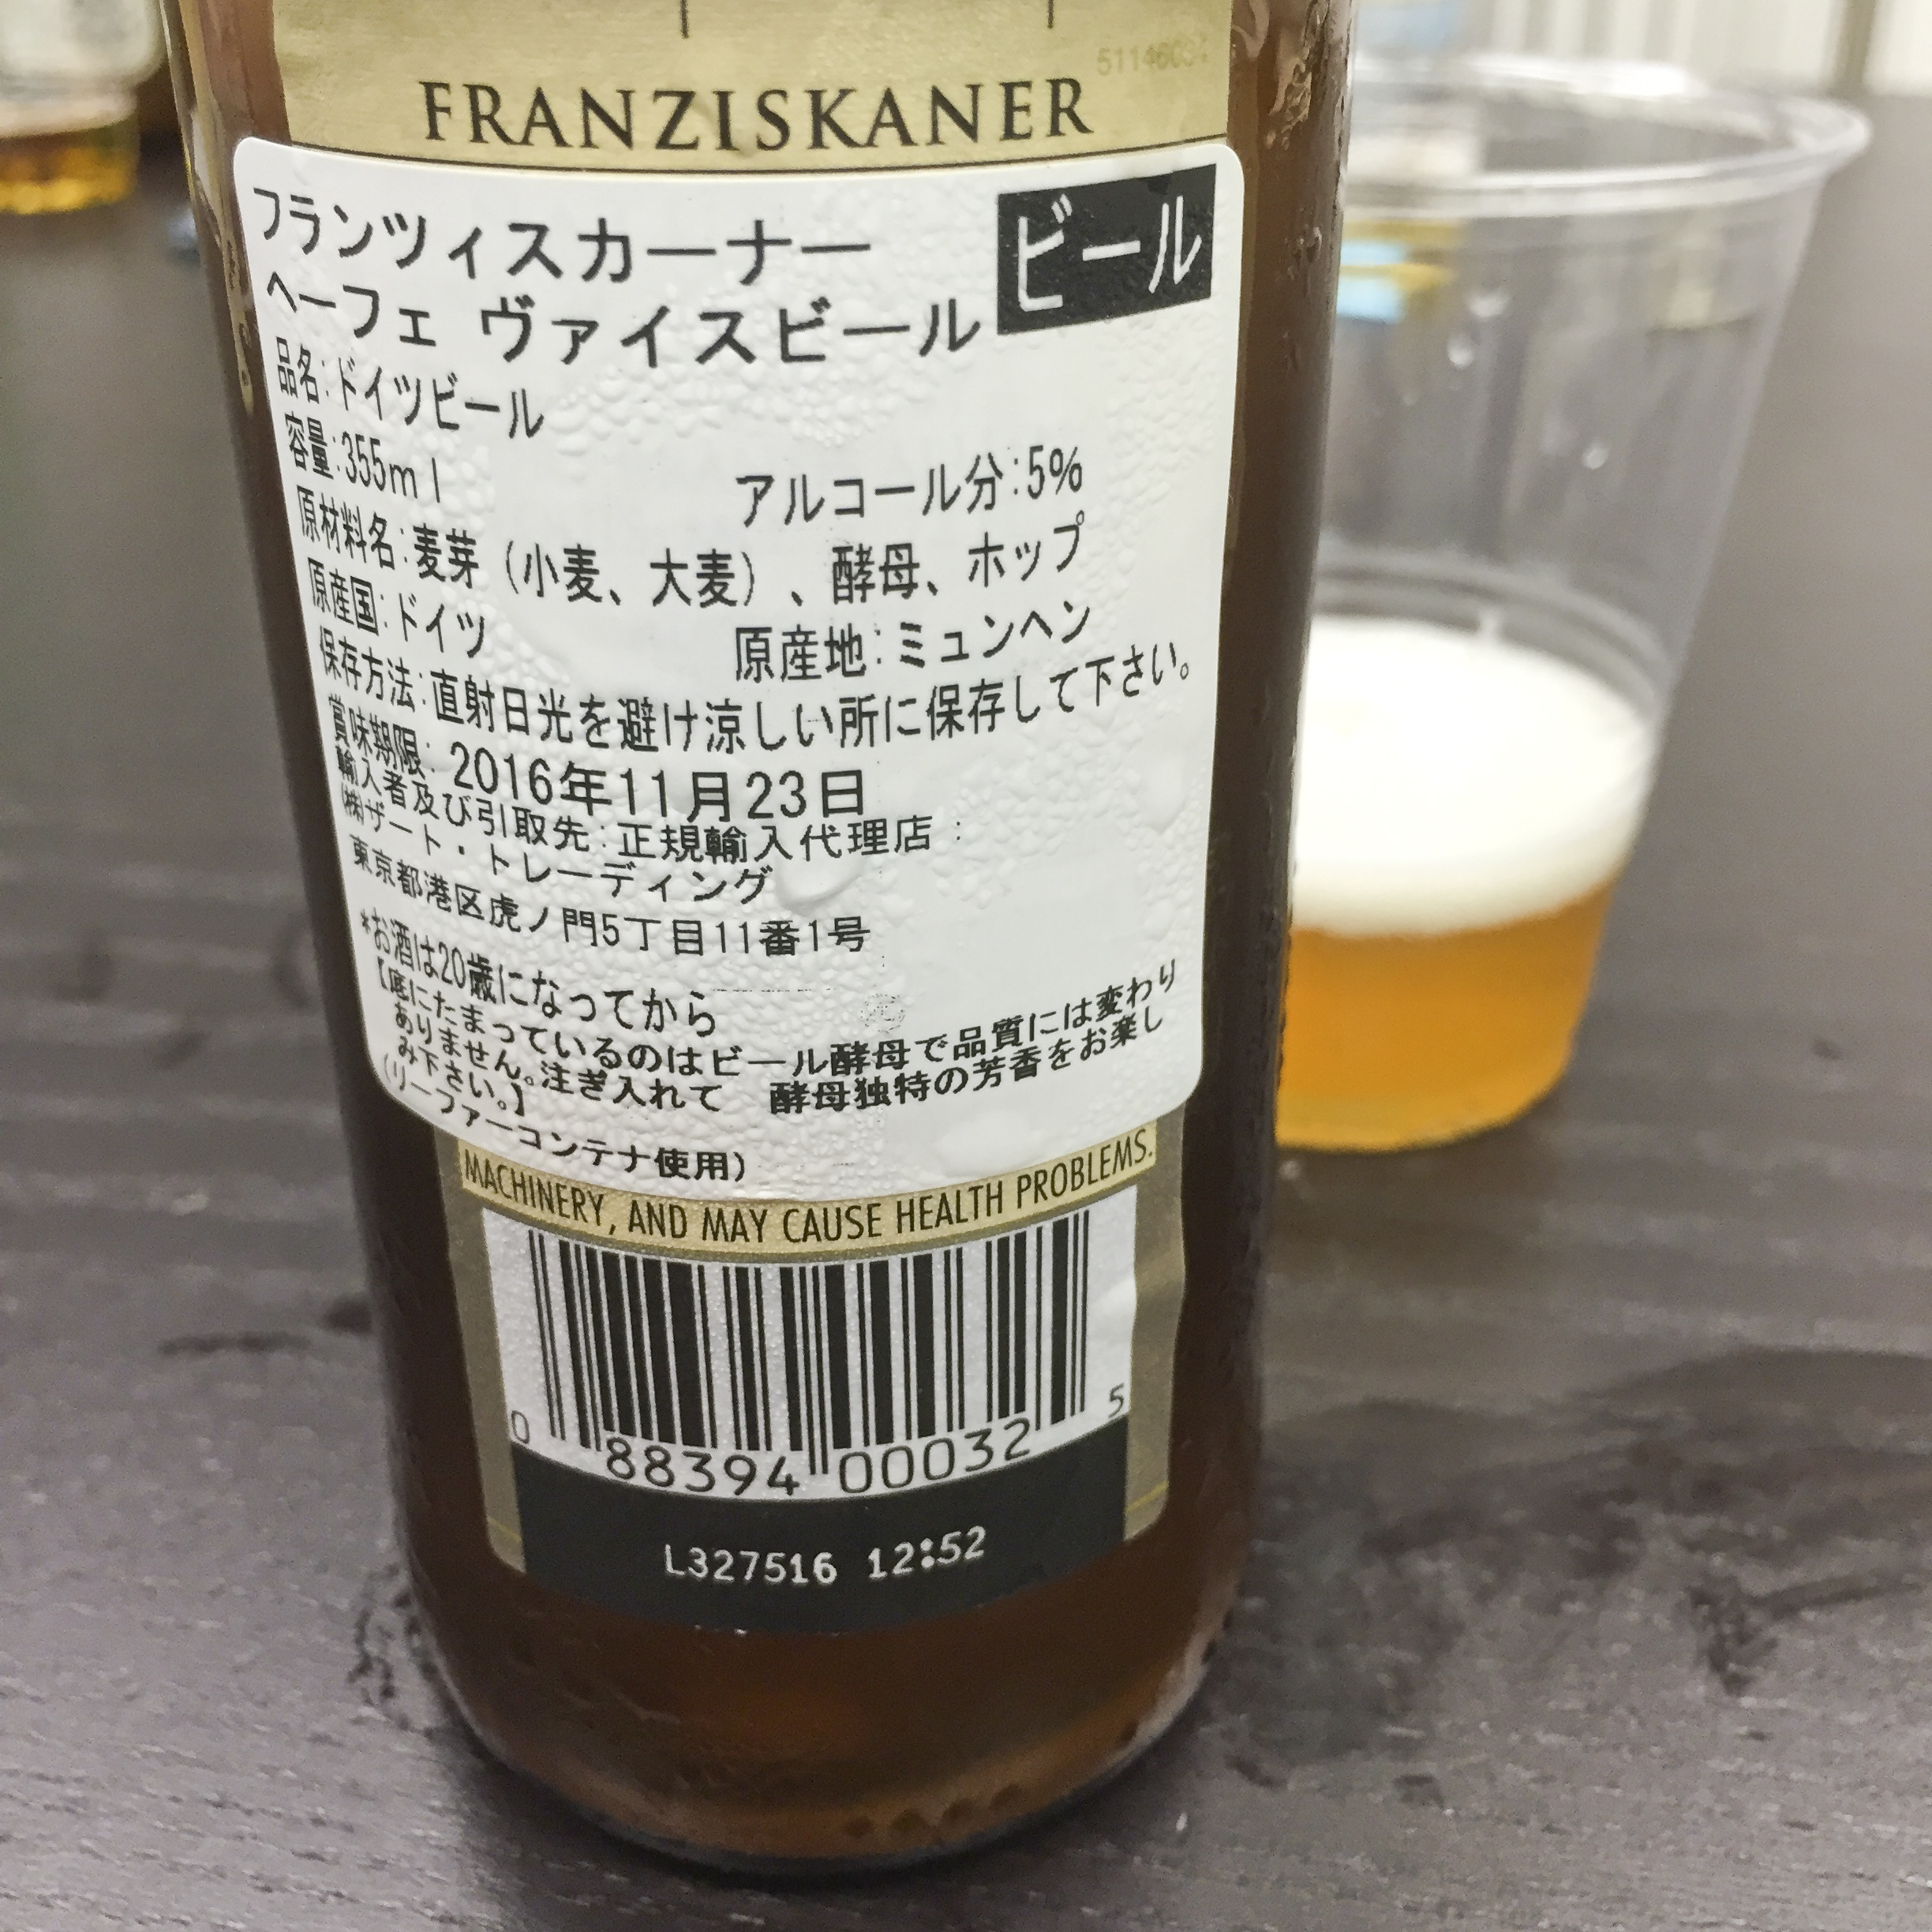 5114603
FRANZISKANER
フランツィスカーナー
ヘーフェ ヴァイスビール
ビール
品名:ドイツビール
容量:355ml アルコール分:5%
原材料名:麦芽(小麦、大麦)、酵母、ホップ
原産国:ドイツ 原産地:ミュンヘン
保存方法:直射日光を避け涼しい所に保存して下さい。
賞味期限: 2016年11月23日
輸入者及び引取先:正規輸入代理店:
㈱ザート・トレーディング
東京都港区虎ノ門5丁目11番1号
*お酒は20歳になってから
【底にたまっているのはビール酵母で品質には変わり
ありません。注ぎ入れて 酵母独特の芳香をお楽し
み下さい。】
(リーファーコンテナ使用)
MACHINERY, AND MAY CAUSE HEALTH PROBLEMS.
0 88394 00032 5
L327516 12:52